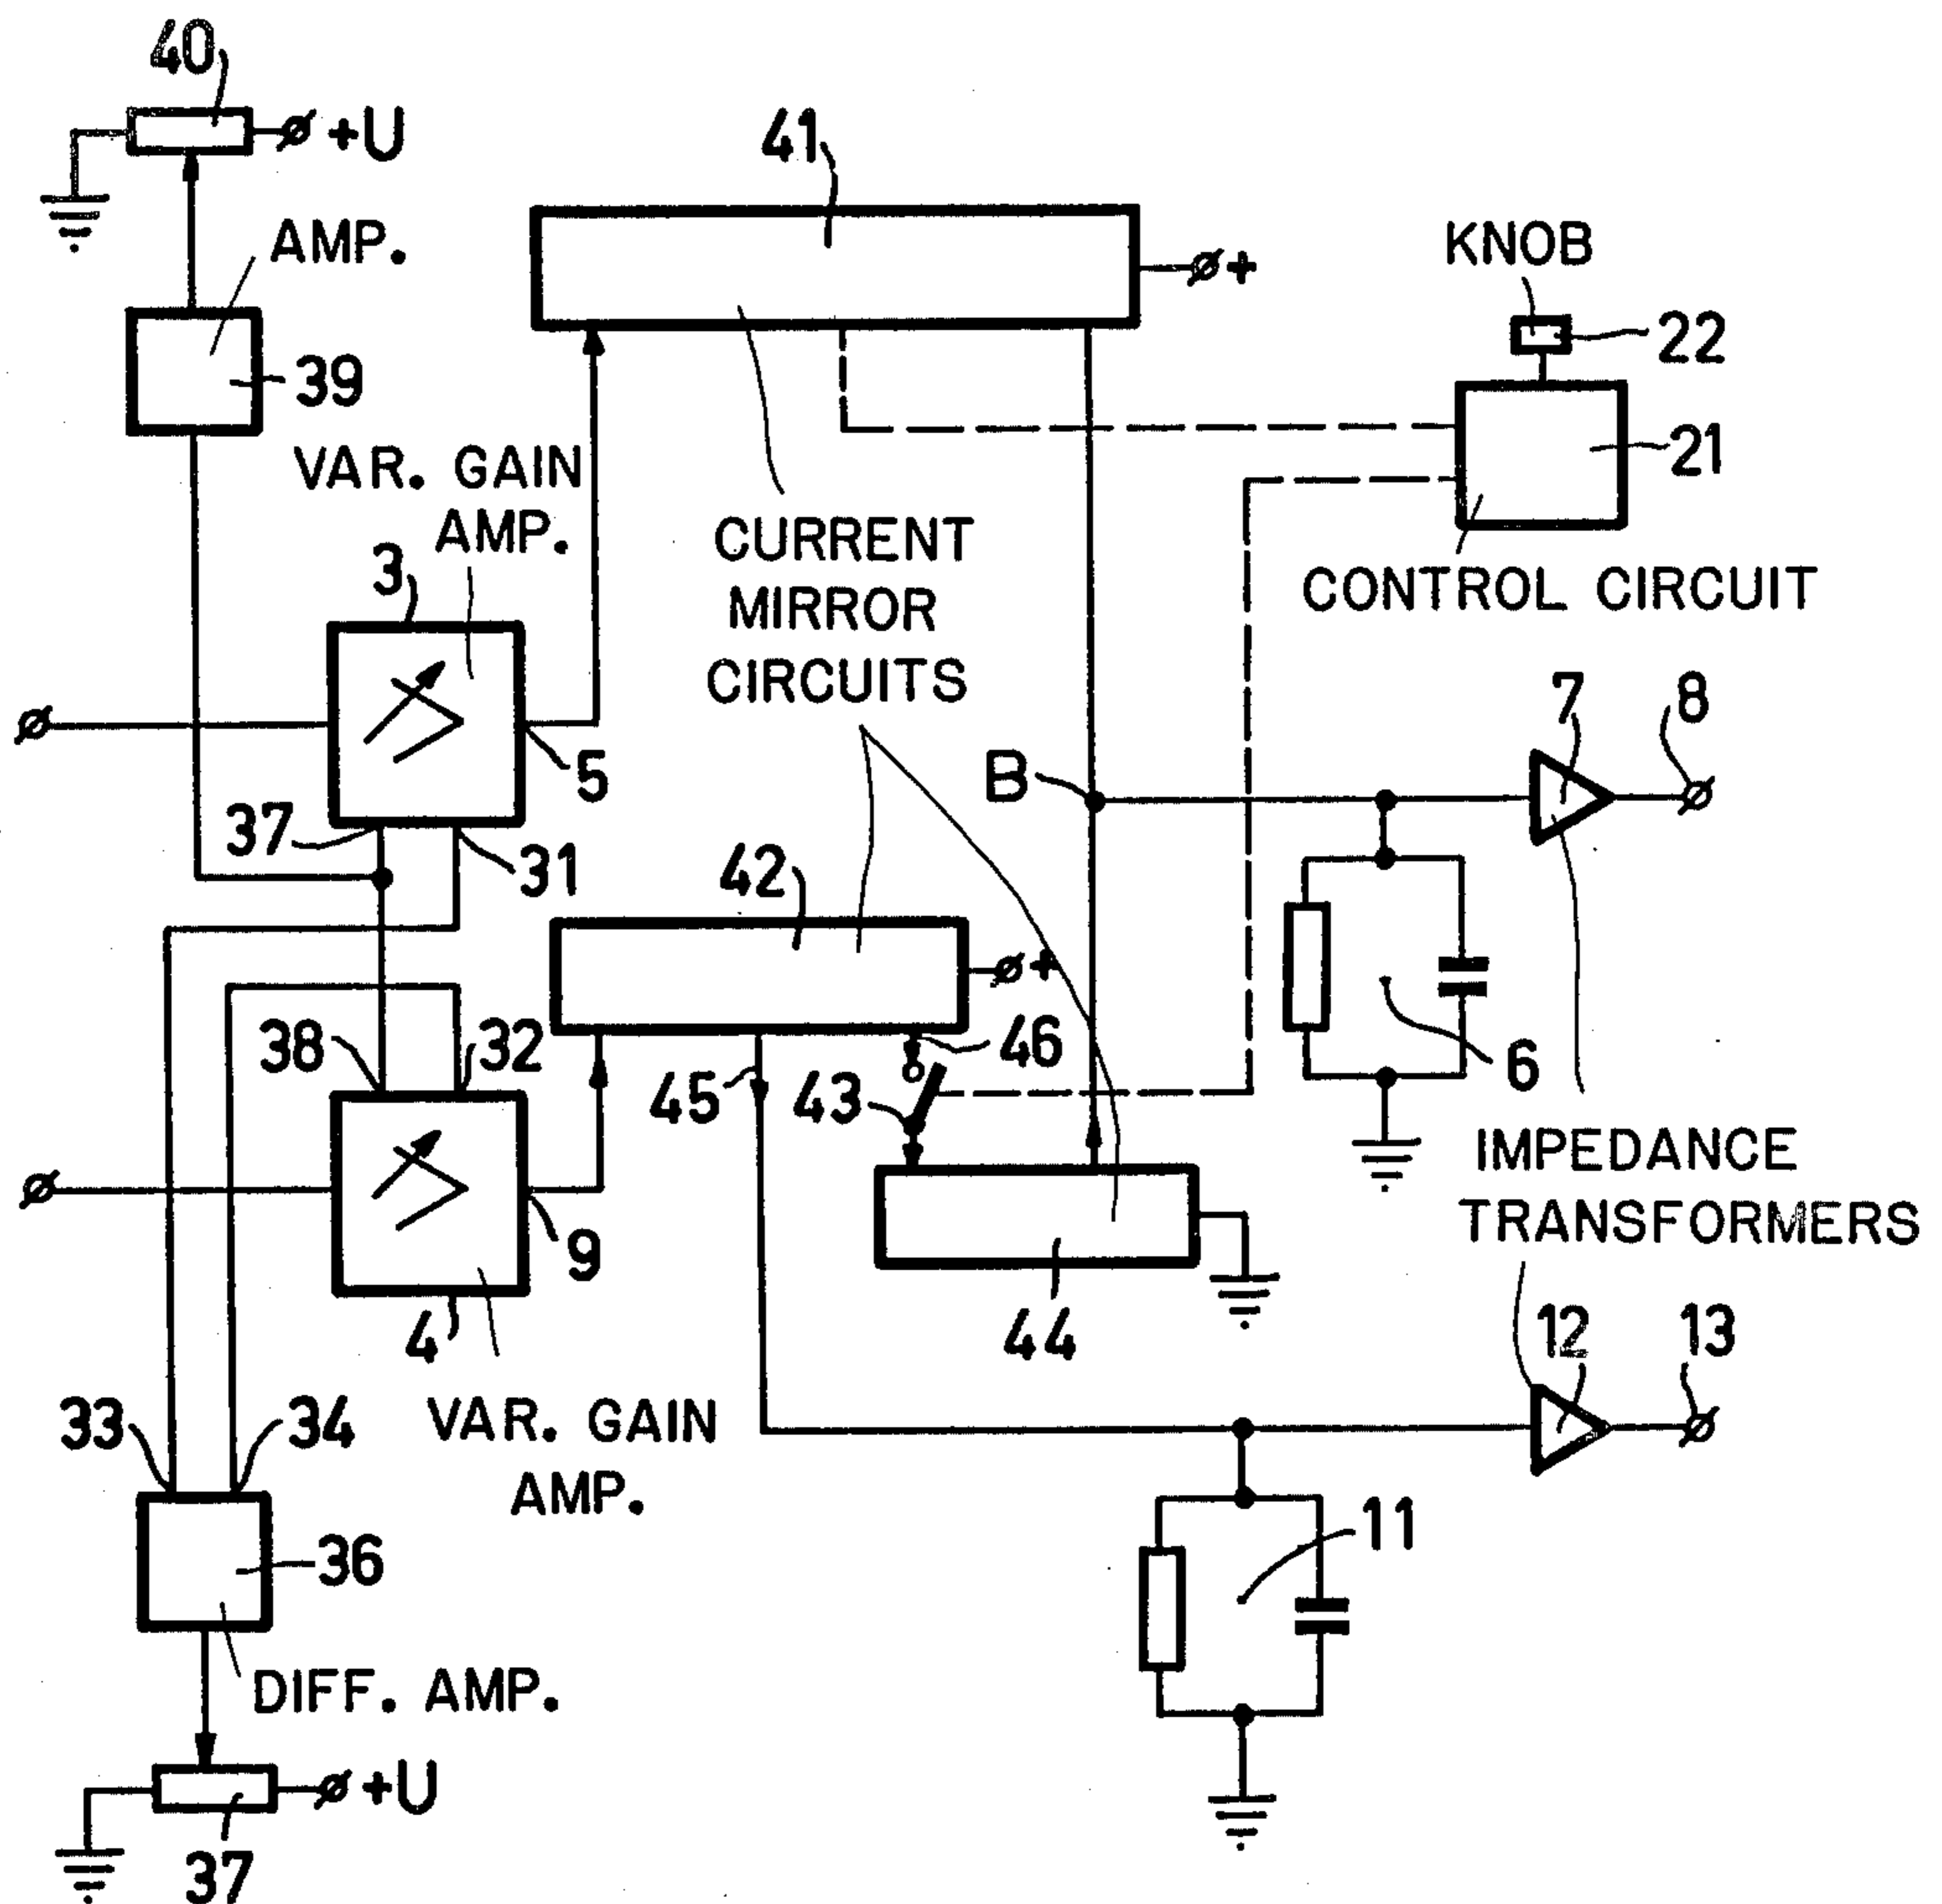 40
+U
41
AMP.
KNOB
+
22
39
21
VAR. GAIN
AMP.
3
CURRENT
MIRROR
CIRCUITS
CONTROL CIRCUIT
7
8
5
B
37
31
42
+
38
32
46
6
45
43
IMPEDANCE
TRANSFORMERS
9
4
44
12
13
33
34
VAR. GAIN
AMP.
11
36
DIFF. AMP.
+U
37